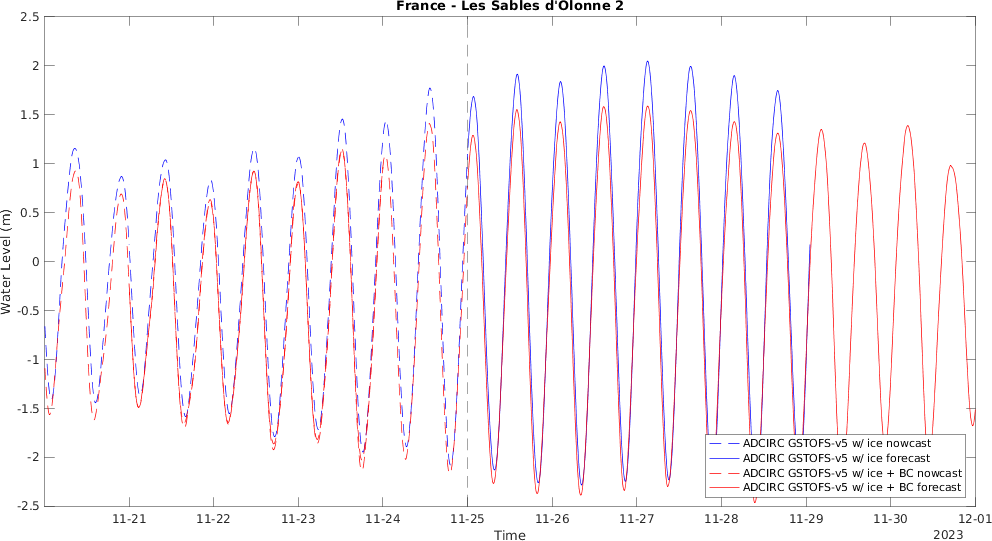 France - Les Sables d'Olonne 2
2.5
2
1.5
1
0.5
0
-0.5
-1
-1.5
-2
-2.5
Water Level (m)
ADCIRC GSTOFS-v5 w/ ice nowcast
ADCIRC GSTOFS-v5 w/ ice forecast
ADCIRC GSTOFS-v5 w/ ice + BC nowcast
ADCIRC GSTOFS-v5 w/ ice + BC forecast
11-21 11-22 11-23 11-24 11-25 11-26 11-27 11-28 11-29 11-30 12-01
Time
2023